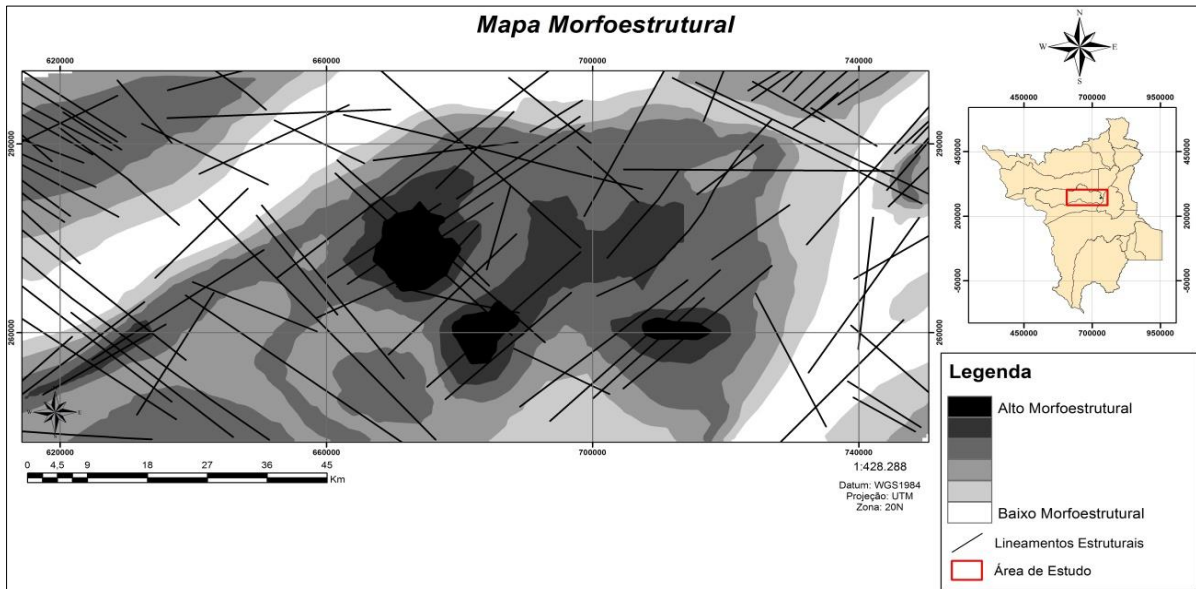 Mapa Morfoestrutural
N
W E
S
620000 660000 700000 740000
290000 290000
260000 260000
W E
620000 660000 700000 740000
0 4,5 9 18 27 36 45
Km
1:428.288
Datum: WGS1984
Projeção: UTM
Zona: 20N
450000 700000 950000
450000 450000
200000 200000
-50000 -50000
450000 700000 950000
Legenda
Alto Morfoestrutural
Baixo Morfoestrutural
Lineamentos Estruturais
Área de Estudo